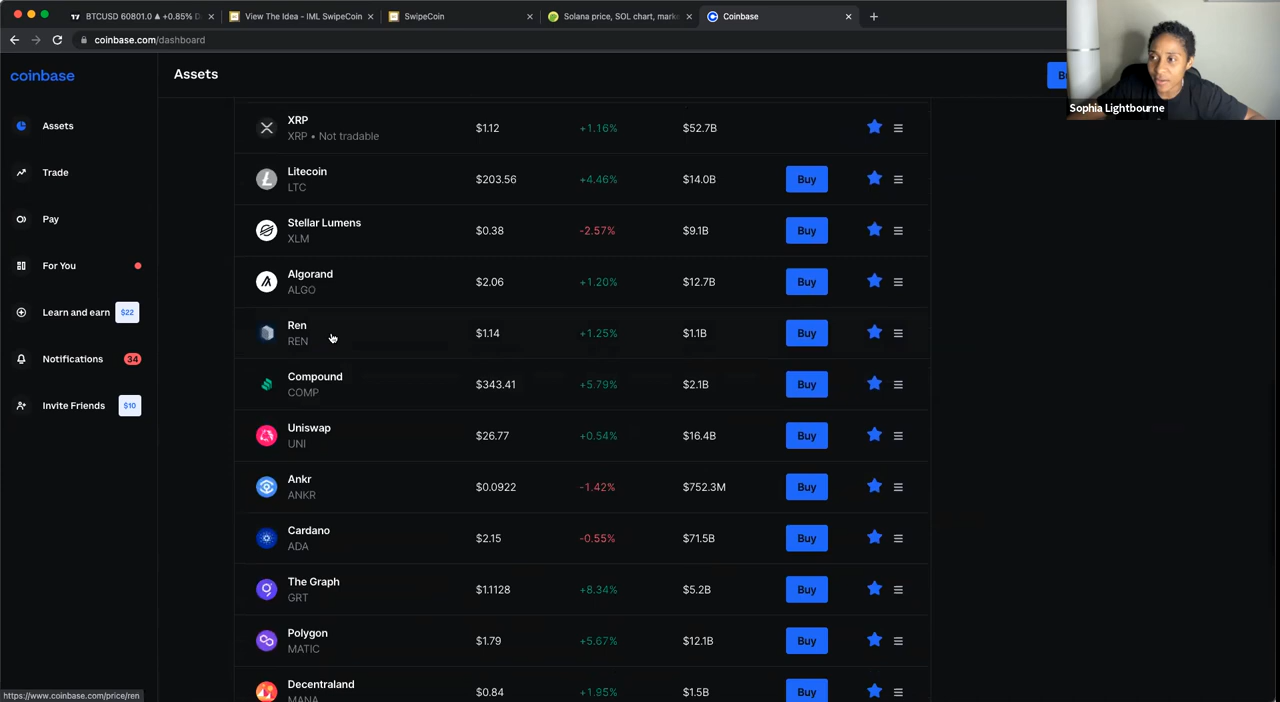 BTCUSD 60801.0 ▲ +0.85%
View The Idea - IML SwipeCoin
SwipeCoin
Solana price, SOL chart, mark
Coinbase
coinbase.com/dashboard
coinbase
Assets
Trade
Pay
For You
Learn and earn $22
Notifications 34
Invite Friends $10
Assets
Sophia Lightbourne
XRP
XRP • Not tradable
$1.12 +1.16% $52.7B
Litecoin
LTC
$203.56 +4.46% $14.0B Buy
Stellar Lumens
XLM
$0.38 -2.57% $9.1B Buy
Algorand
ALGO
$2.06 +1.20% $12.7B Buy
Ren
REN
$1.14 +1.25% $1.1B Buy
Compound
COMP
$343.41 +5.79% $2.1B Buy
Uniswap
UNI
$26.77 +0.54% $16.4B Buy
Ankr
ANKR
$0.0922 -1.42% $752.3M Buy
Cardano
ADA
$2.15 -0.55% $71.5B Buy
The Graph
GRT
$1.1128 +8.34% $5.2B Buy
Polygon
MATIC
$1.79 +5.67% $12.1B Buy
Decentraland
MANA
$0.84 +1.95% $1.5B Buy
https://www.coinbase.com/price/ren